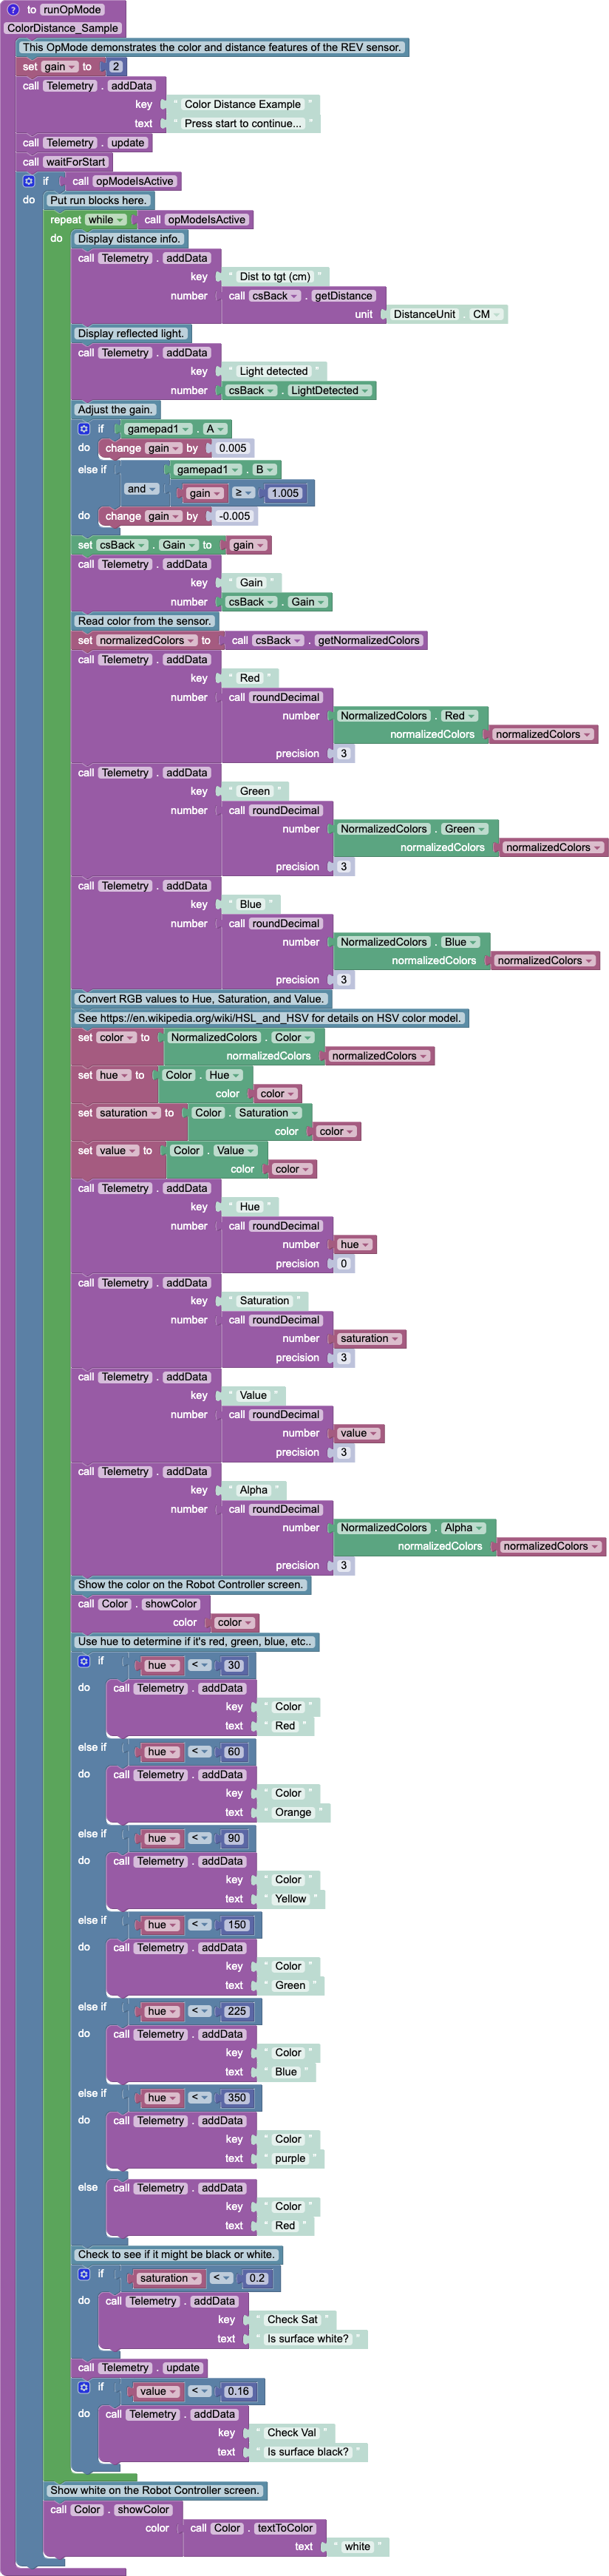 ? to runOpMode
ColorDistance_Sample
This OpMode demonstrates the color and distance features of the REV sensor.
set gain to 2
call Telemetry . addData
key " Color Distance Example "
text " Press start to continue... "
call Telemetry . update
call waitForStart
if call opModeIsActive
do Put run blocks here.
repeat while call opModeIsActive
do Display distance info.
call Telemetry . addData
key " Dist to tgt (cm) "
number call csBack . getDistance
unit DistanceUnit . CM
Display reflected light.
call Telemetry . addData
key " Light detected "
number csBack . LightDetected
Adjust the gain.
if gamepad1 . A
do change gain by 0.005
else if gamepad1 . B
and gain ≥ 1.005
do change gain by -0.005
set csBack . Gain to gain
call Telemetry . addData
key " Gain "
number csBack . Gain
Read color from the sensor.
set normalizedColors to call csBack . getNormalizedColors
call Telemetry . addData
key " Red "
number call roundDecimal
number NormalizedColors . Red
normalizedColors normalizedColors
precision 3
call Telemetry . addData
key " Green "
number call roundDecimal
number NormalizedColors . Green
normalizedColors normalizedColors
precision 3
call Telemetry . addData
key " Blue "
number call roundDecimal
number NormalizedColors . Blue
normalizedColors normalizedColors
precision 3
Convert RGB values to Hue, Saturation, and Value.
See https://en.wikipedia.org/wiki/HSL_and_HSV for details on HSV color model.
set color to NormalizedColors . Color
normalizedColors normalizedColors
set hue to Color . Hue
color color
set saturation to Color . Saturation
color color
set value to Color . Value
color color
call Telemetry . addData
key " Hue "
number call roundDecimal
number hue
precision 0
call Telemetry . addData
key " Saturation "
number call roundDecimal
number saturation
precision 3
call Telemetry . addData
key " Value "
number call roundDecimal
number value
precision 3
call Telemetry . addData
key " Alpha "
number call roundDecimal
number NormalizedColors . Alpha
normalizedColors normalizedColors
precision 3
Show the color on the Robot Controller screen.
call Color . showColor
color color
Use hue to determine if it's red, green, blue, etc..
if hue < 30
do call Telemetry . addData
key " Color "
text " Red "
else if hue < 60
do call Telemetry . addData
key " Color "
text " Orange "
else if hue < 90
do call Telemetry . addData
key " Color "
text " Yellow "
else if hue < 150
do call Telemetry . addData
key " Color "
text " Green "
else if hue < 225
do call Telemetry . addData
key " Color "
text " Blue "
else if hue < 350
do call Telemetry . addData
key " Color "
text " purple "
else call Telemetry . addData
key " Color "
text " Red "
Check to see if it might be black or white.
if saturation < 0.2
do call Telemetry . addData
key " Check Sat "
text " Is surface white? "
call Telemetry . update
if value < 0.16
do call Telemetry . addData
key " Check Val "
text " Is surface black? "
Show white on the Robot Controller screen.
call Color . showColor
color call Color . textToColor
text " white "